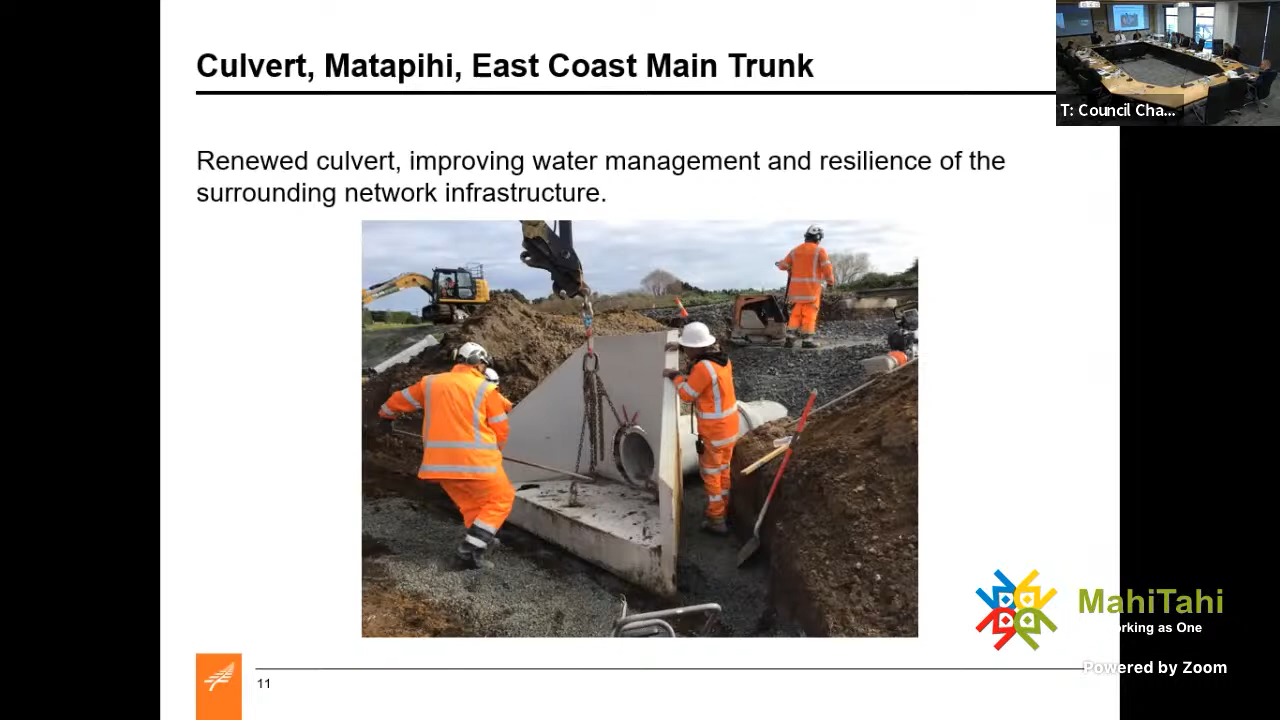 Culvert, Matapihi, East Coast Main Trunk
T: Council Cha...
Renewed culvert, improving water management and resilience of the
surrounding network infrastructure.
MahiTahi
rking as One
Powered by Zoom
11